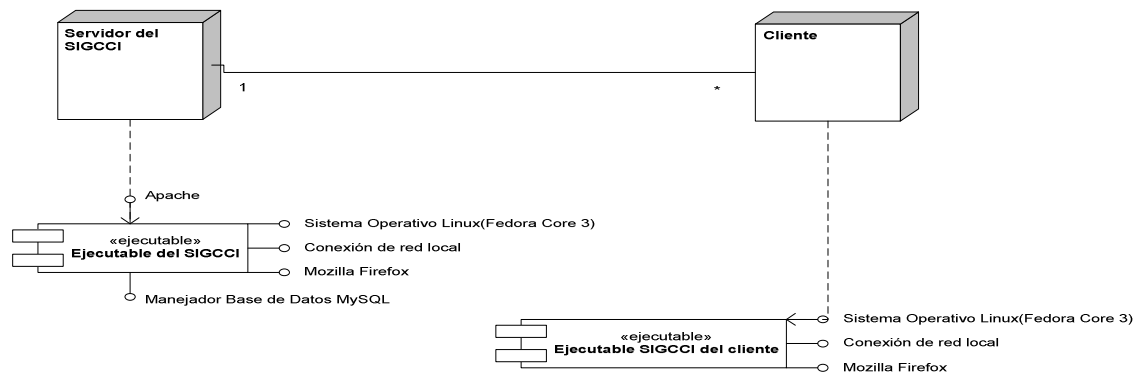 Servidor del
SIGCCI
Cliente
1
*
Apache
Sistema Operativo Linux(Fedora Core 3)
«ejecutable»
Ejecutable del SIGCCI
Conexión de red local
Mozilla Firefox
Manejador Base de Datos MySQL
Sistema Operativo Linux(Fedora Core 3)
«ejecutable»
Ejecutable SIGCCI del cliente
Conexión de red local
Mozilla Firefox